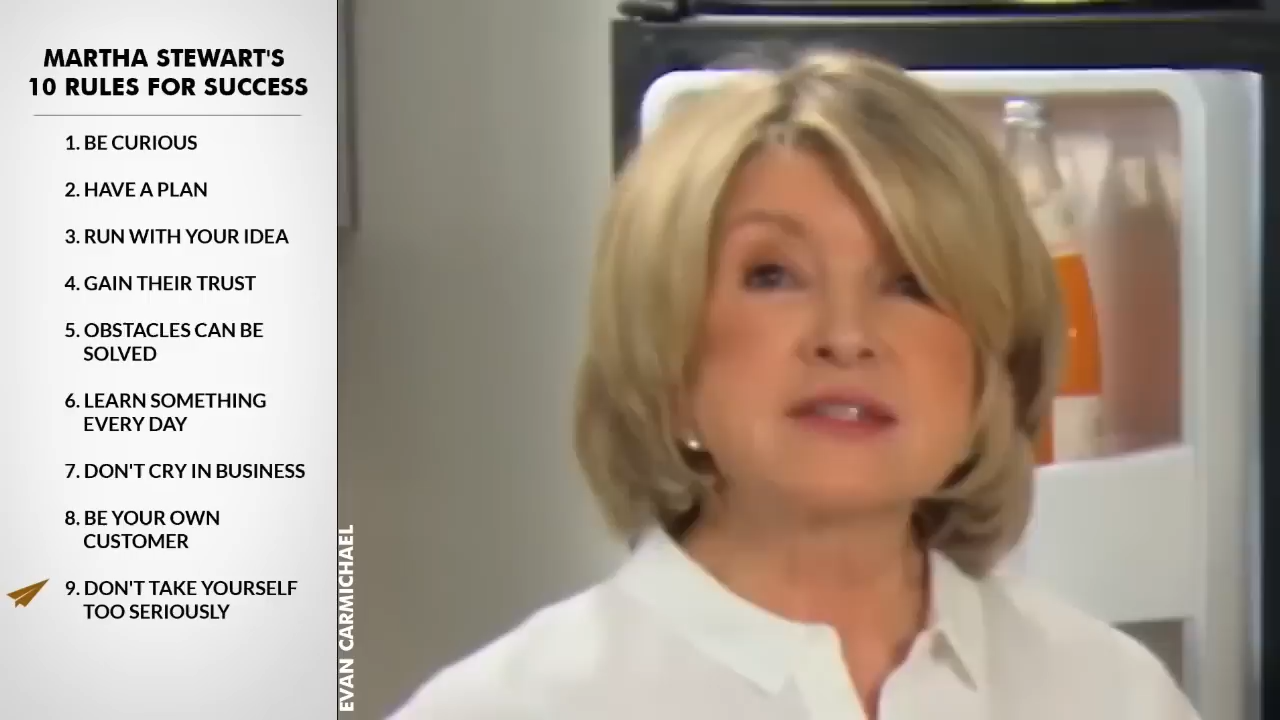 MARTHA STEWART'S
10 RULES FOR SUCCESS
1. BE CURIOUS
2. HAVE A PLAN
3. RUN WITH YOUR IDEA
4. GAIN THEIR TRUST
5. OBSTACLES CAN BE
SOLVED
6. LEARN SOMETHING
EVERY DAY
7. DON'T CRY IN BUSINESS
8. BE YOUR OWN
CUSTOMER
9. DON'T TAKE YOURSELF
TOO SERIOUSLY
EVAN CARMICHAEL